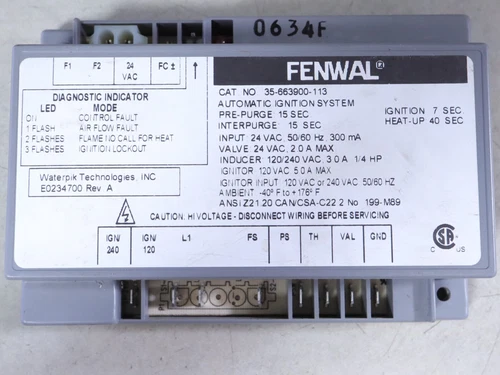 0634F
F1 F2 24 VAC FC ±
FENWAL®
CAT NO 35-663900-113
AUTOMATIC IGNITION SYSTEM
PRE-PURGE 15 SEC
INTERPURGE 15 SEC
IGNITION 7 SEC
HEAT-UP 40 SEC
INPUT 24 VAC, 50/60 HZ 300 mA
VALVE 24 VAC, 2.0 A MAX
INDUCER 120/240 VAC, 3.0 A 1/4 HP
IGNITOR 120 VAC, 5.0 A MAX
IGNITOR INPUT 120 VAC or 240 VAC, 50/60 HZ
AMBIENT -40° F to +176° F
ANSI Z21.20 CAN/CSA-C22.2 No 199-M89
DIAGNOSTIC INDICATOR
LED MODE
ON CONTROL FAULT
1 FLASH AIR FLOW FAULT
2 FLASHES FLAME NO CALL FOR HEAT
3 FLASHES IGNITION LOCKOUT
Waterpik Technologies, INC
E0234700 Rev A
CAUTION: HI VOLTAGE - DISCONNECT WIRING BEFORE SERVICING
IGN/ 240 IGN/ 120 L1 FS PS TH VAL GND
C US